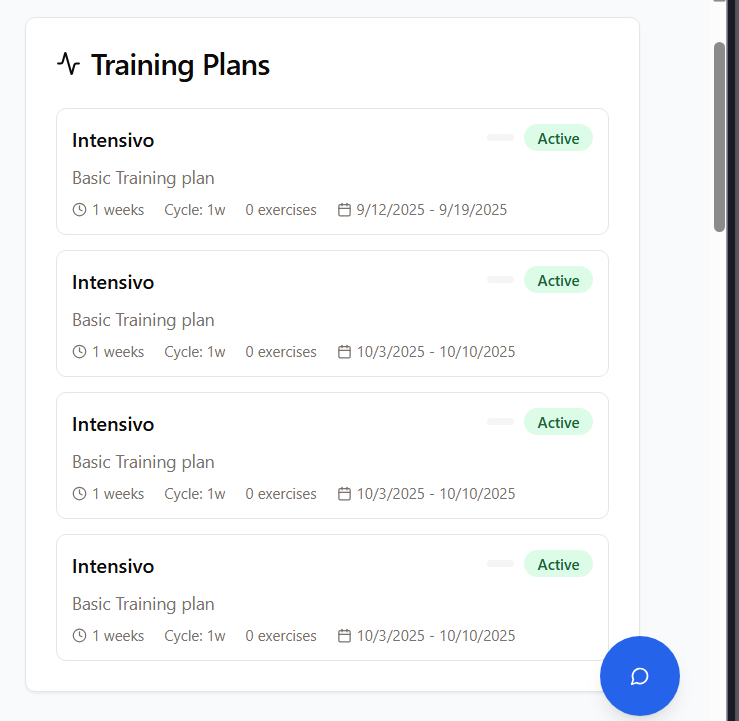 Training Plans
Intensivo
Active
Basic Training plan
1 weeks Cycle: 1w 0 exercises 9/12/2025 - 9/19/2025
Intensivo
Active
Basic Training plan
1 weeks Cycle: 1w 0 exercises 10/3/2025 - 10/10/2025
Intensivo
Active
Basic Training plan
1 weeks Cycle: 1w 0 exercises 10/3/2025 - 10/10/2025
Intensivo
Active
Basic Training plan
1 weeks Cycle: 1w 0 exercises 10/3/2025 - 10/10/2025